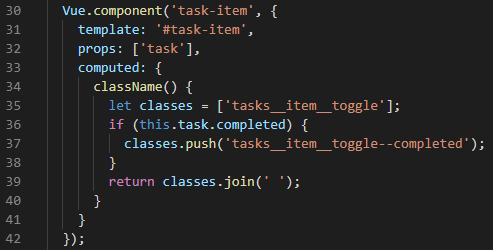 30 Vue.component('task-item', {
31 template: '#task-item',
32 props: ['task'],
33 computed: {
34 className() {
35 let classes = ['tasks__item__toggle'];
36 if (this.task.completed) {
37 classes.push('tasks__item__toggle--completed');
38 }
39 return classes.join(' ');
40 }
41 }
42 });